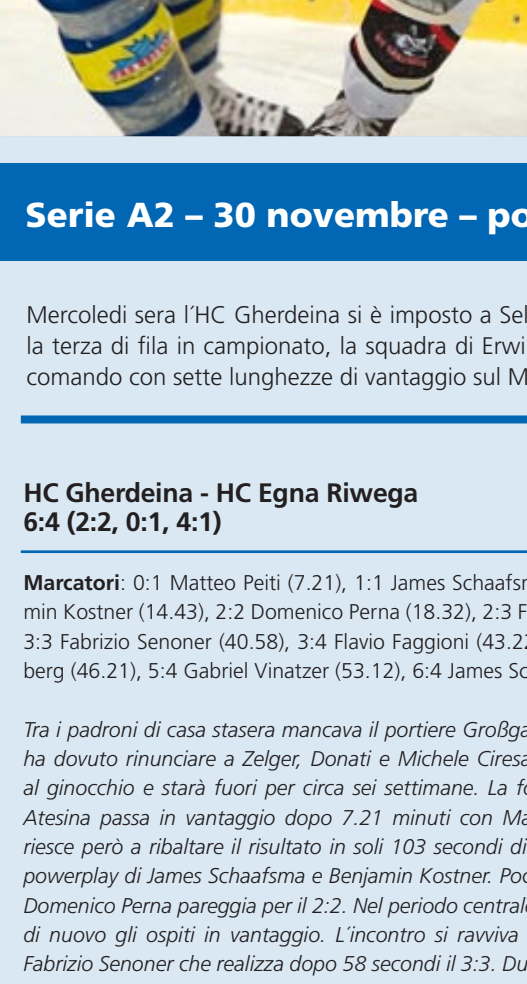 Serie A2 – 30 novembre – po
Mercoledi sera l´HC Gherdeina si è imposto a Sel
la terza di fila in campionato, la squadra di Erwi
comando con sette lunghezze di vantaggio sul M
HC Gherdeina - HC Egna Riwega
6:4 (2:2, 0:1, 4:1)
Marcatori: 0:1 Matteo Peiti (7.21), 1:1 James Schaafsm
min Kostner (14.43), 2:2 Domenico Perna (18.32), 2:3 F
3:3 Fabrizio Senoner (40.58), 3:4 Flavio Faggioni (43.22
berg (46.21), 5:4 Gabriel Vinatzer (53.12), 6:4 James Sc
Tra i padroni di casa stasera mancava il portiere Großga
ha dovuto rinunciare a Zelger, Donati e Michele Ciresa
al ginocchio e starà fuori per circa sei settimane. La fo
Atesina passa in vantaggio dopo 7.21 minuti con Ma
riesce però a ribaltare il risultato in soli 103 secondi di
powerplay di James Schaafsma e Benjamin Kostner. Poc
Domenico Perna pareggia per il 2:2. Nel periodo centrale
di nuovo gli ospiti in vantaggio. L´incontro si ravviva
Fabrizio Senoner che realizza dopo 58 secondi il 3:3. Du